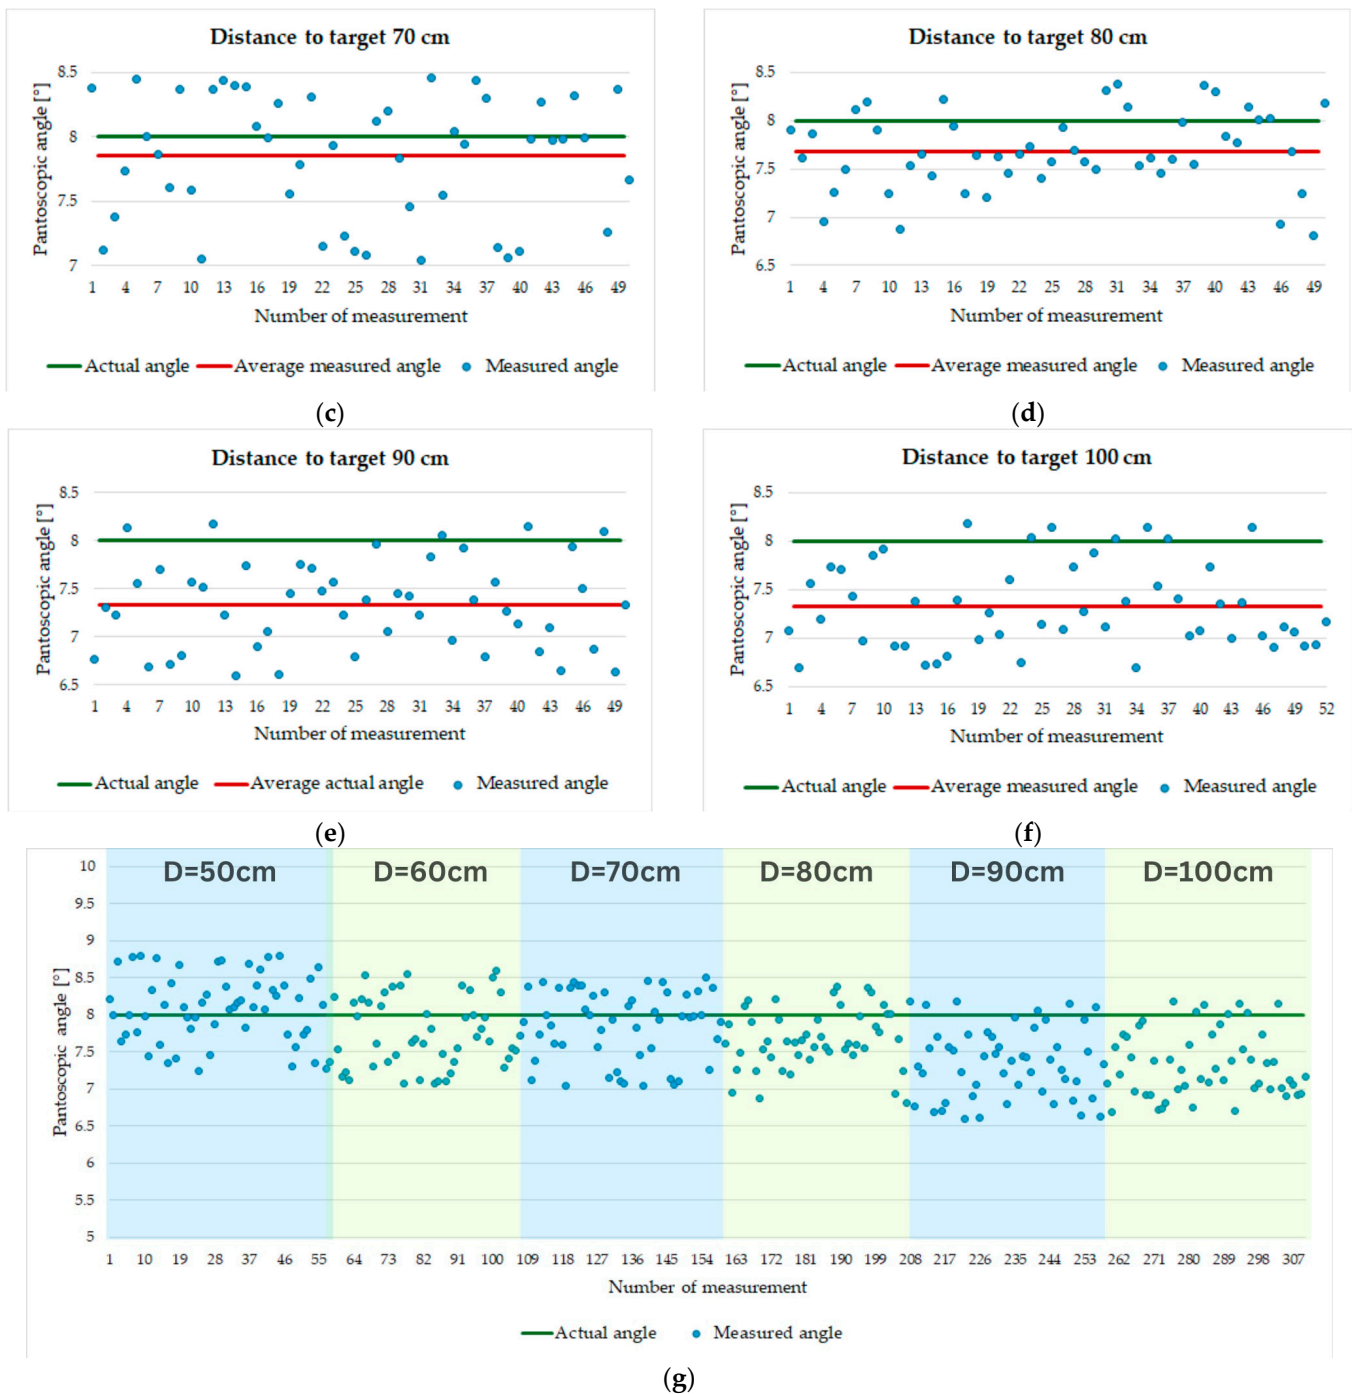 Distance to target 70 cm
Pantoscopic angle [°]
8.5
8
7.5
7
1 4 7 10 13 16 19 22 25 28 31 34 37 40 43 46 49
Number of measurement
Actual angle Average measured angle Measured angle
(c)
Distance to target 80 cm
Pantoscopic angle [°]
8.5
8
7.5
7
6.5
1 4 7 10 13 16 19 22 25 28 31 34 37 40 43 46 49
Number of measurement
Actual angle Average measured angle Measured angle
(d)
Distance to target 90 cm
Pantoscopic angle [°]
8.5
8
7.5
7
6.5
1 4 7 10 13 16 19 22 25 28 31 34 37 40 43 46 49
Number of measurement
Actual angle Average actual angle Measured angle
(e)
Distance to target 100 cm
Pantoscopic angle [°]
8.5
8
7.5
7
6.5
1 4 7 10 13 16 19 22 25 28 31 34 37 40 43 46 49 52
Number of measurement
Actual angle Average measured angle Measured angle
(f)
D=50cm D=60cm D=70cm D=80cm D=90cm D=100cm
Pantoscopic angle [°]
10
9.5
9
8.5
8
7.5
7
6.5
6
5.5
5
1 10 19 28 37 46 55 64 73 82 91 100 109 118 127 136 145 154 163 172 181 190 199 208 217 226 235 244 253 262 271 280 289 298 307
Number of measurement
Actual angle Measured angle
(g)